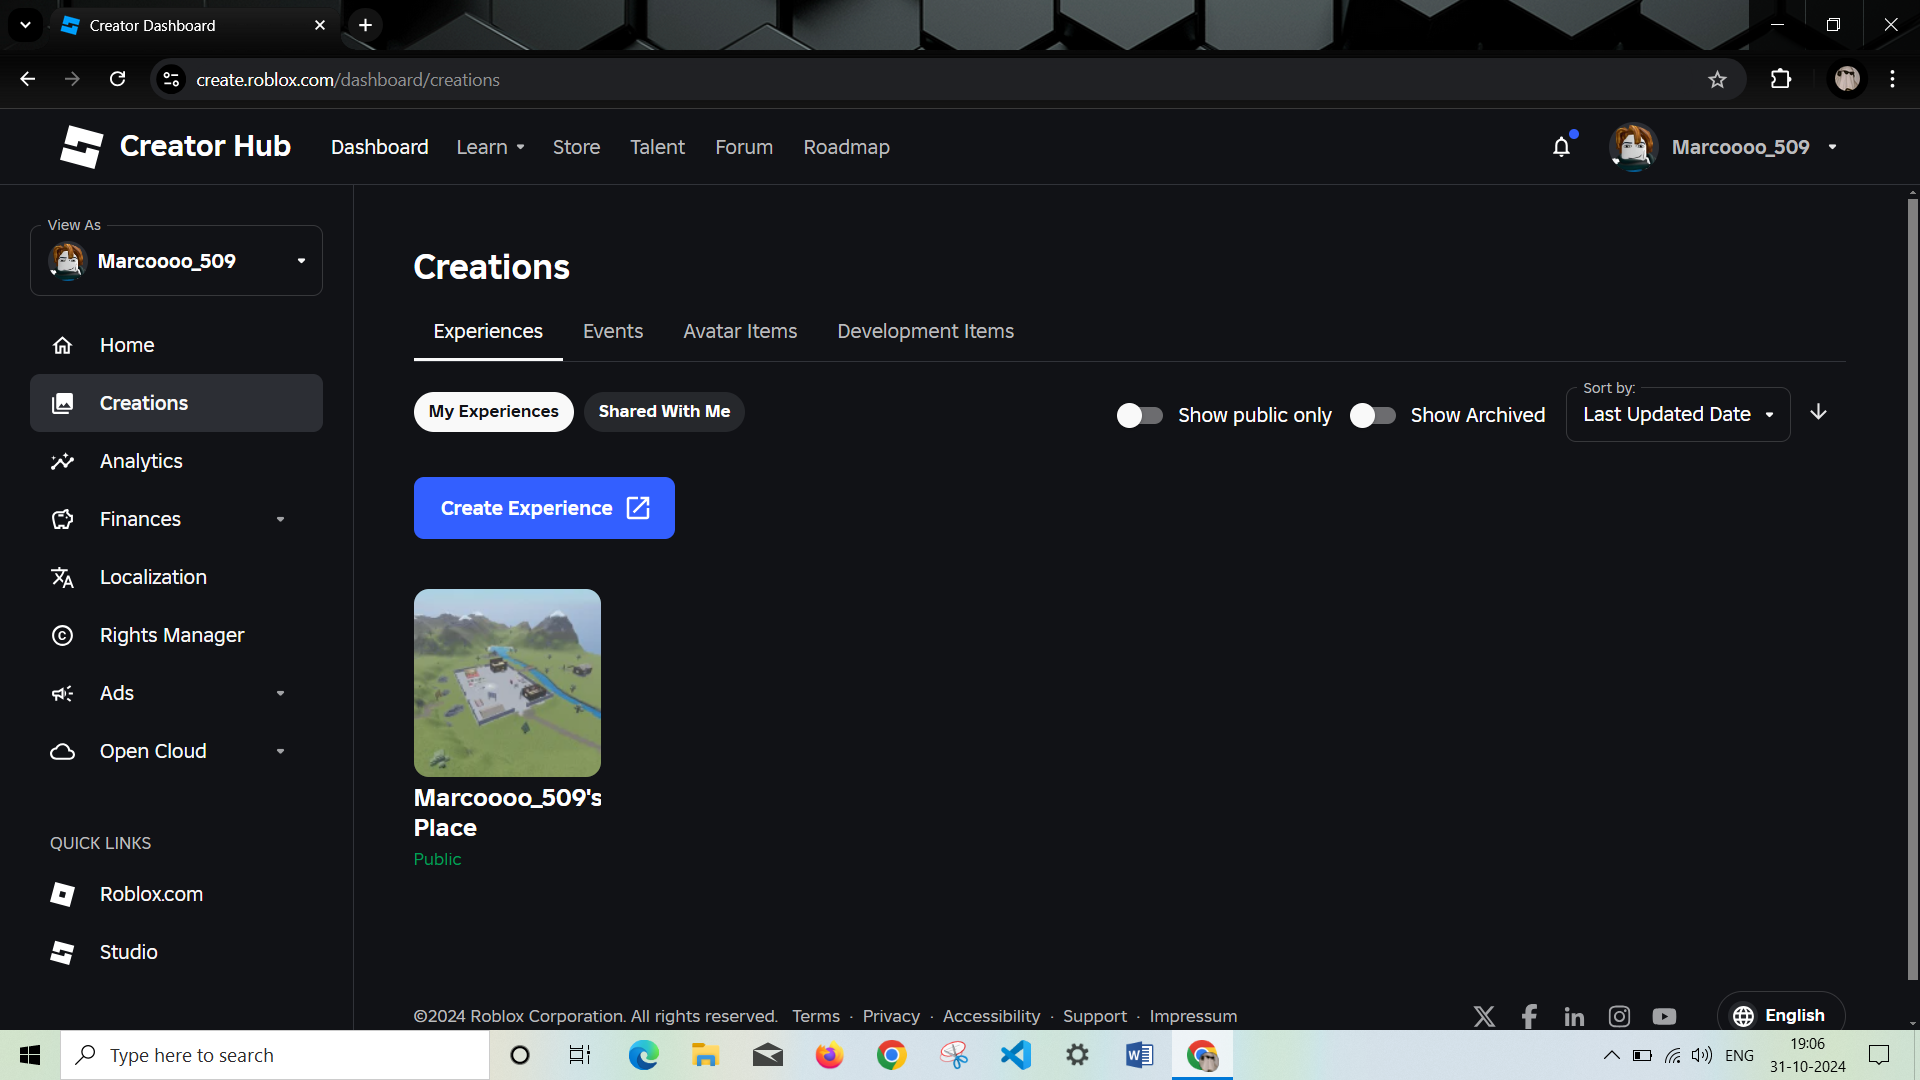 Creator Dashboard
create.roblox.com/dashboard/creations
Creator Hub
Dashboard
Learn
Store
Talent
Forum
Roadmap
Marcoooo_509
View As
Marcoooo_509
Home
Creations
Analytics
Finances
Localization
Rights Manager
Ads
Open Cloud
QUICK LINKS
Roblox.com
Studio
Creations
Experiences
Events
Avatar Items
Development Items
My Experiences
Shared With Me
Show public only
Show Archived
Sort by:
Last Updated Date
Create Experience
Marcoooo_509's
Place
Public
©2024 Roblox Corporation. All rights reserved.
Terms · Privacy · Accessibility · Support · Impressum
English
Type here to search
ENG
19:06
31-10-2024